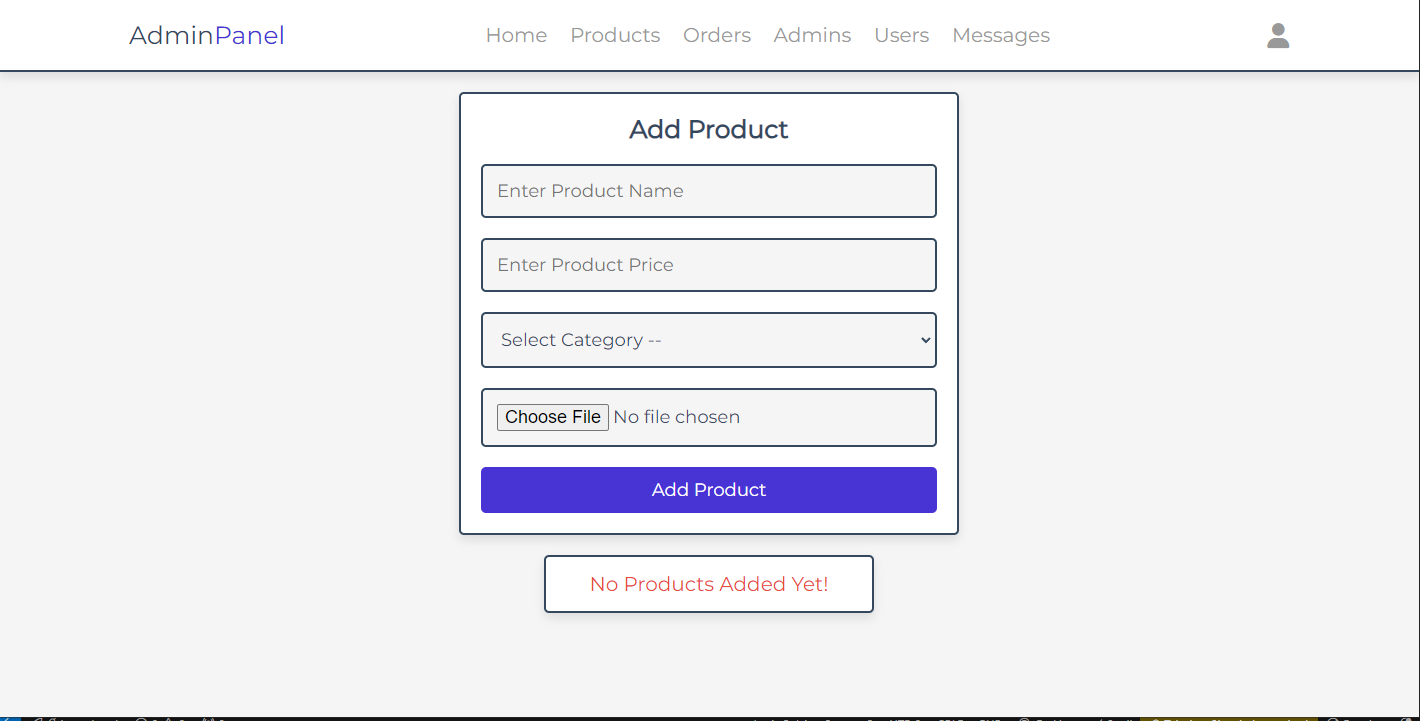 AdminPanel Home Products Orders Admins Users Messages
Add Product
Enter Product Name
Enter Product Price
Select Category --
Choose File No file chosen
Add Product
No Products Added Yet!